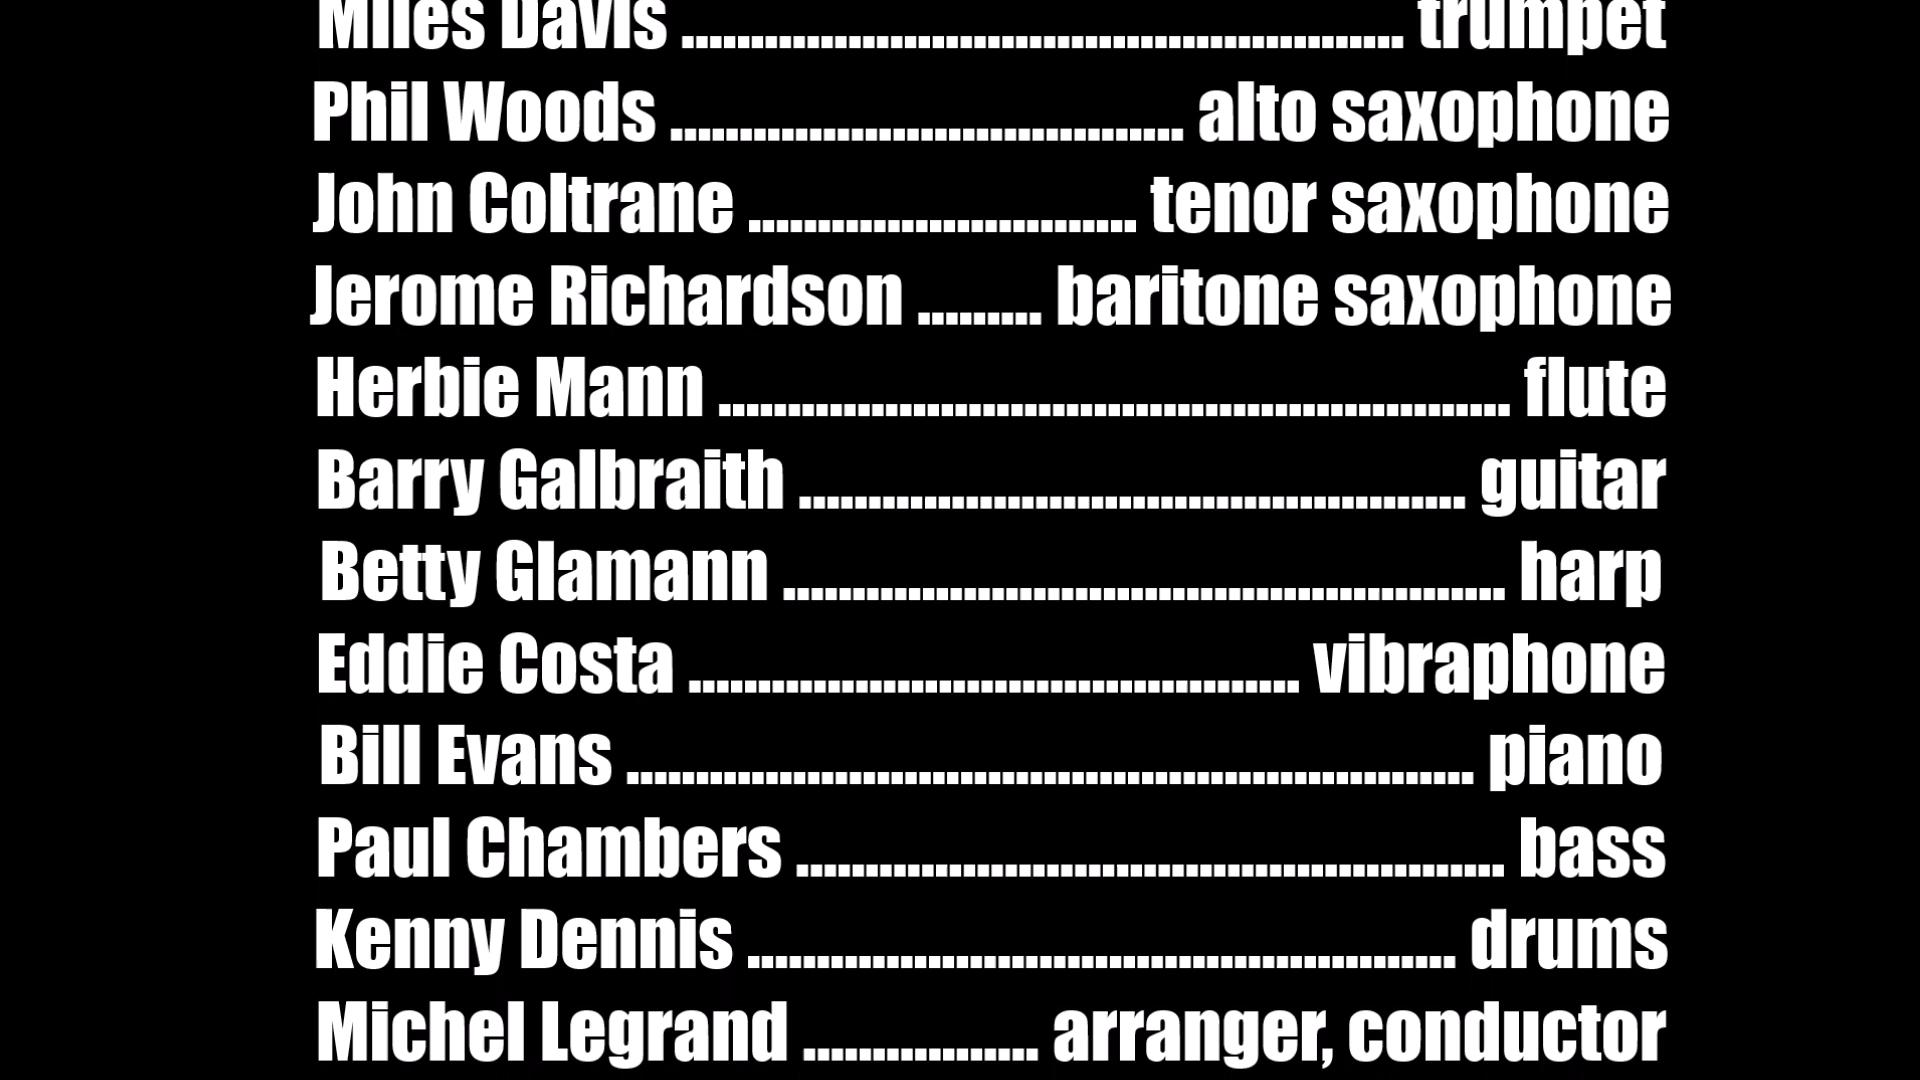 Miles Davis .................................................... trumpet
Phil Woods ..................................... alto saxophone
John Coltrane ............................ tenor saxophone
Jerome Richardson ......... baritone saxophone
Herbie Mann ......................................................... flute
Barry Galbraith ................................................ guitar
Betty Glamann .................................................... harp
Eddie Costa ............................................ vibraphone
Bill Evans ............................................................. piano
Paul Chambers ................................................... bass
Kenny Dennis ................................................... drums
Michel Legrand ................. arranger, conductor